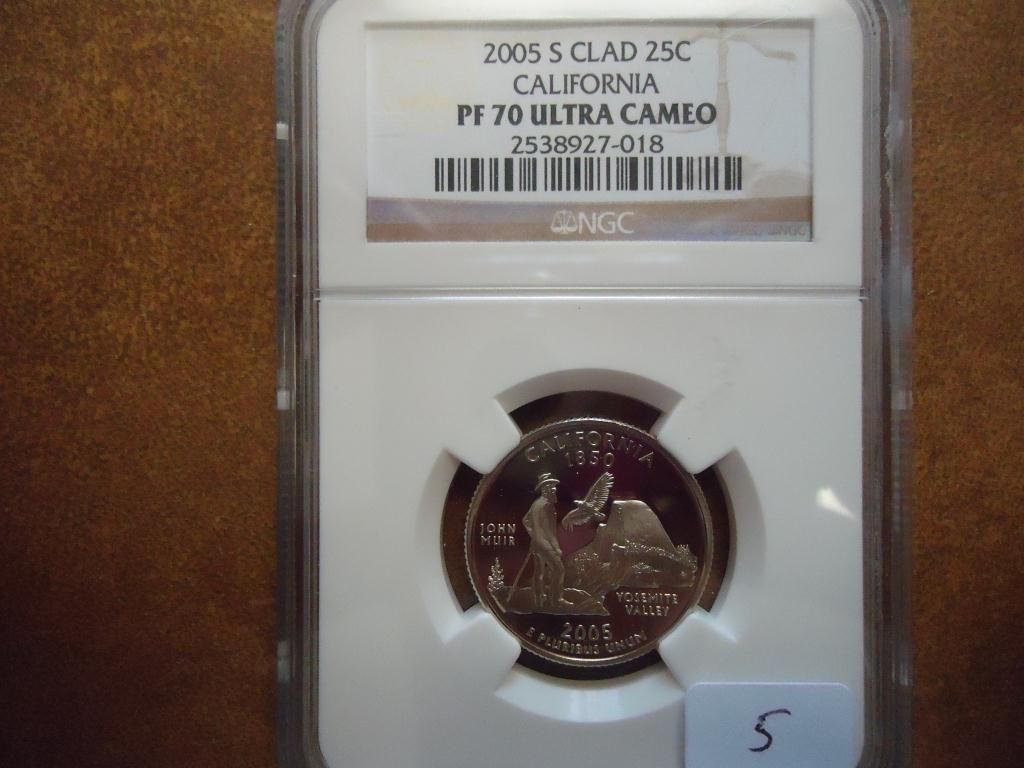 2005 S CLAD 25C
CALIFORNIA
PF 70 ULTRA CAMEO
2538927-018
NGC
CALIFORNIA
1850
JOHN
MUIR
YOSEMITE
VALLEY
2005
E PLURIBUS UNUM
5